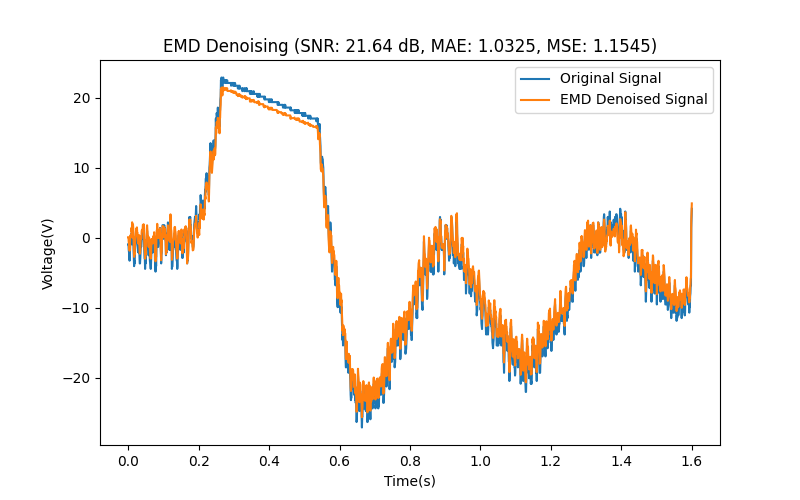 EMD Denoising (SNR: 21.64 dB, MAE: 1.0325, MSE: 1.1545)
Original Signal
EMD Denoised Signal
Voltage(V)
20
10
0
−10
−20
0.0 0.2 0.4 0.6 0.8 1.0 1.2 1.4 1.6
Time(s)